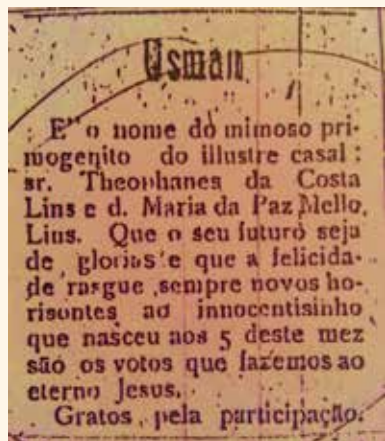 Osman
E' o nome do mimoso pri-
mogenito do illustre casal:
sr. Theophanes da Costa
Lins e d. Maria da Paz Mello
Lins. Que o seu futuro seja
de glorias e que a felicida-
de rasgue sempre novos ho-
risontes ao innocentisinho
que nasceu aos 5 deste mez
são os votos que fazemos ao
eterno Jesus.
Gratos pela participação.